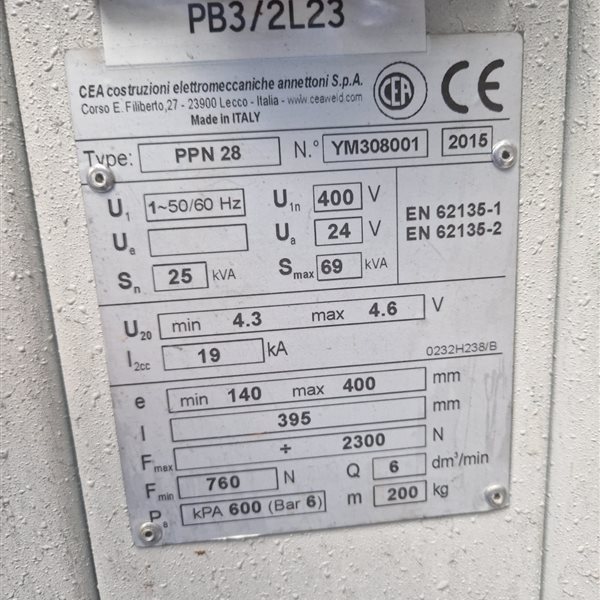 PB3/2L23
CEA costruzioni elettromeccaniche annettoni S.p.A.
Corso E. Filiberto,27 - 23900 Lecco - Italia - www.ceaweld.com
Made in ITALY
CEA CE
Type: PPN 28 N.° YM308001 2015
U1 1~50/60 Hz U1n 400 V
EN 62135-1
Ue Ua 24 V
EN 62135-2
Sn 25 kVA Smax 69 kVA
U20 min 4.3 max 4.6 V
I2cc 19 kA 0232H238/B
e min 140 max 400 mm
l 395 mm
Fmax ÷ 2300 N
Fmin 760 N Q 6 dm³/min
Pe kPA 600 (Bar 6) m 200 kg